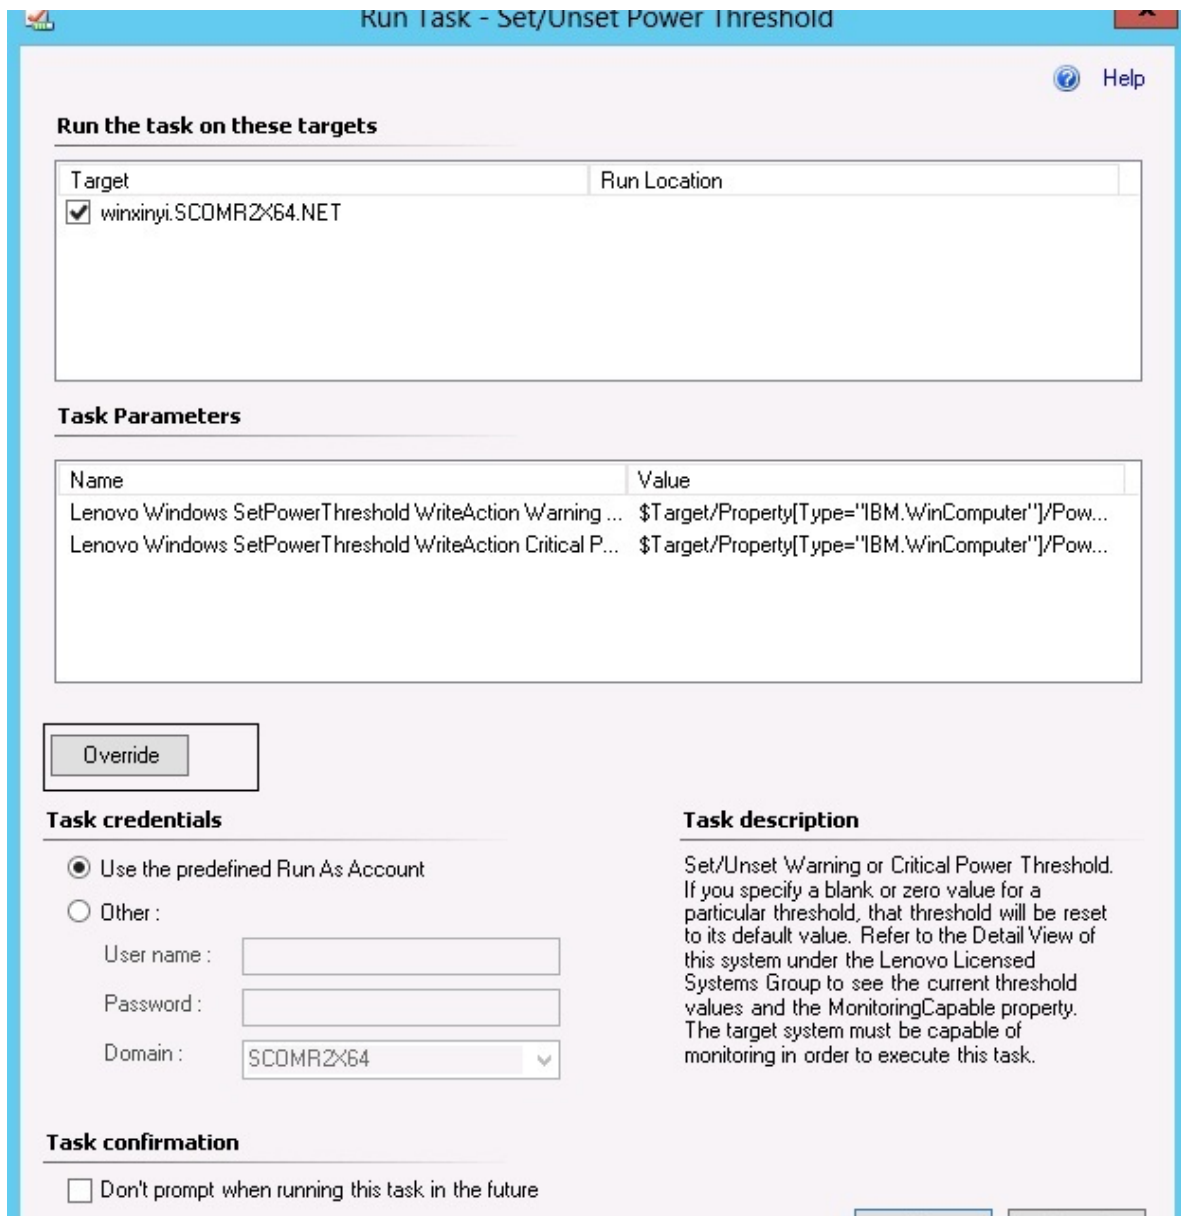 Run Task - Set/Unset Power Threshold
Help
Run the task on these targets
Target Run Location
winxinyi.SCOMR2X64.NET
Task Parameters
Name Value
Lenovo Windows SetPowerThreshold WriteAction Warning ... $Target/Property[Type="IBM.WinComputer"]/Pow...
Lenovo Windows SetPowerThreshold WriteAction Critical P... $Target/Property[Type="IBM.WinComputer"]/Pow...
Override
Task credentials
Use the predefined Run As Account
Other :
User name :
Password :
Domain :
SCOMR2X64
Task description
Set/Unset Warning or Critical Power Threshold.
If you specify a blank or zero value for a
particular threshold, that threshold will be reset
to its default value. Refer to the Detail View of
this system under the Lenovo Licensed
Systems Group to see the current threshold
values and the MonitoringCapable property.
The target system must be capable of
monitoring in order to execute this task.
Task confirmation
Don't prompt when running this task in the future